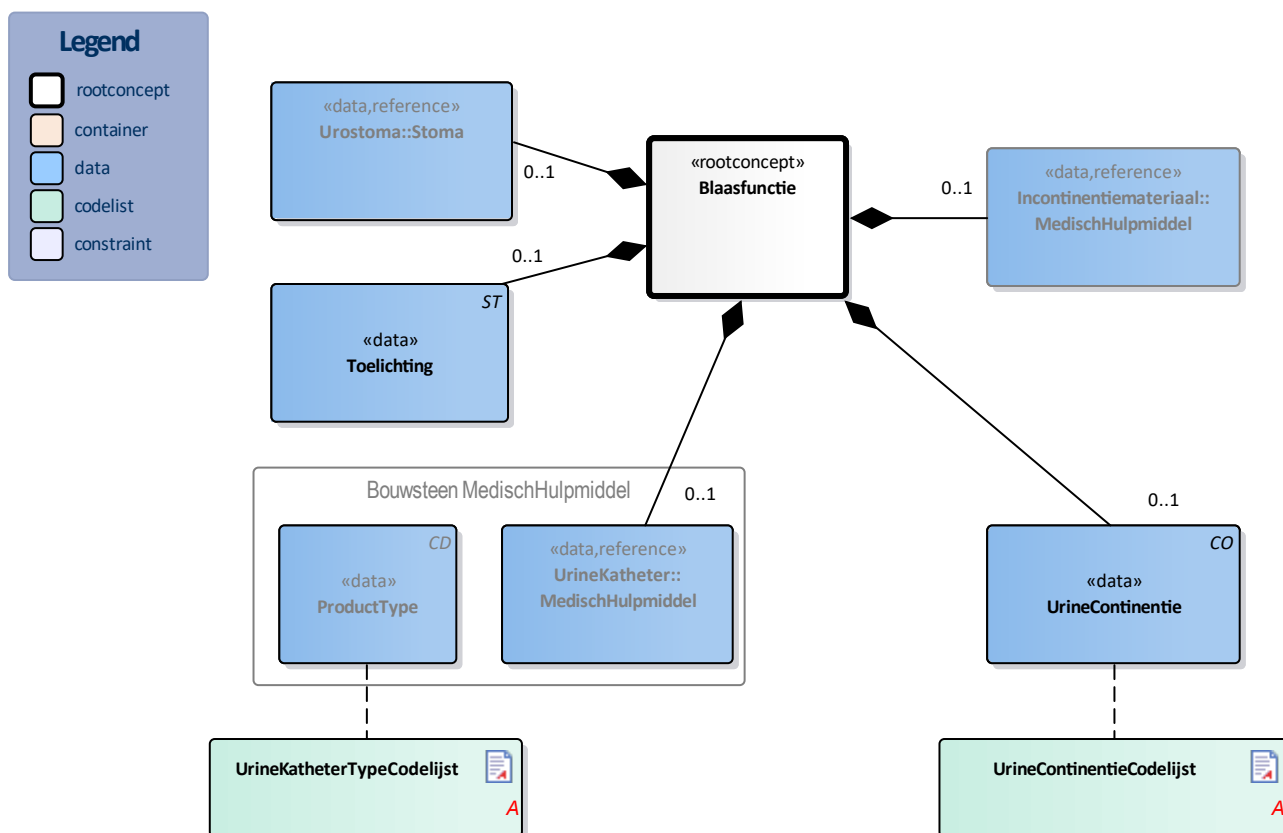 Legend
rootconcept
container
data
codelist
constraint
«data,reference»
Urostoma::Stoma
0..1
«rootconcept»
Blaasfunctie
0..1
«data,reference»
Incontinentiemateriaal::
MedischHulpmiddel
0..1
ST
«data»
Toelichting
Bouwsteen MedischHulpmiddel
0..1
CD
«data»
ProductType
«data,reference»
UrineKatheter::
MedischHulpmiddel
0..1
CO
«data»
UrineContinentie
UrineKatheterTypeCodelijst
A
UrineContinentieCodelijst
A